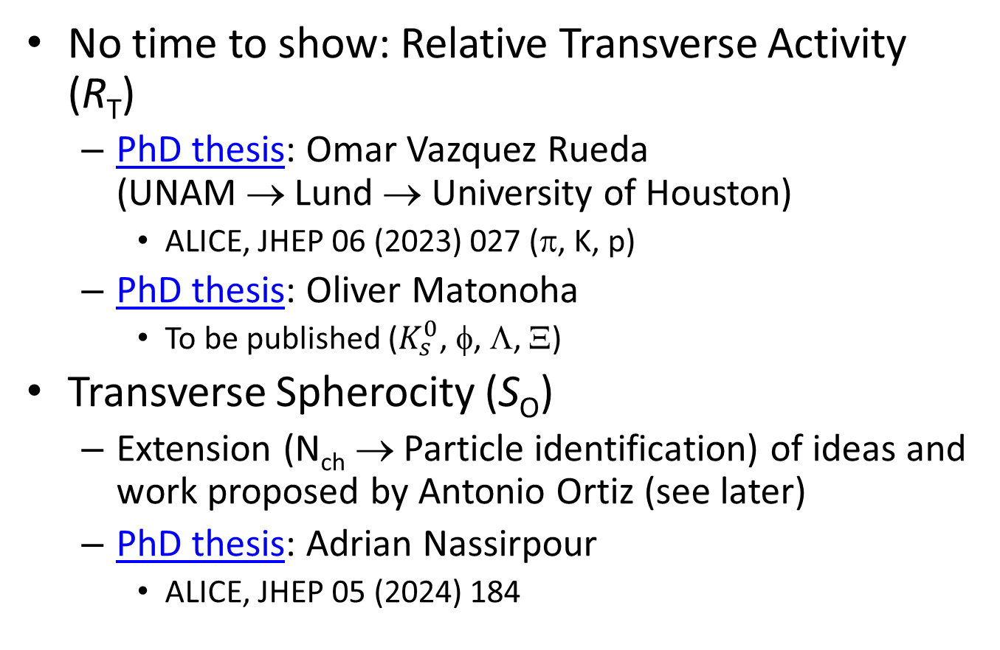 • No time to show: Relative Transverse Activity
(R_T)
– PhD thesis: Omar Vazquez Rueda
(UNAM → Lund → University of Houston)
• ALICE, JHEP 06 (2023) 027 (π, K, p)
– PhD thesis: Oliver Matonoha
• To be published (K_s^0, ϕ, Λ, Ξ)
• Transverse Spherocity (S_O)
– Extension (N_ch → Particle identification) of ideas and
work proposed by Antonio Ortiz (see later)
– PhD thesis: Adrian Nassirpour
• ALICE, JHEP 05 (2024) 184